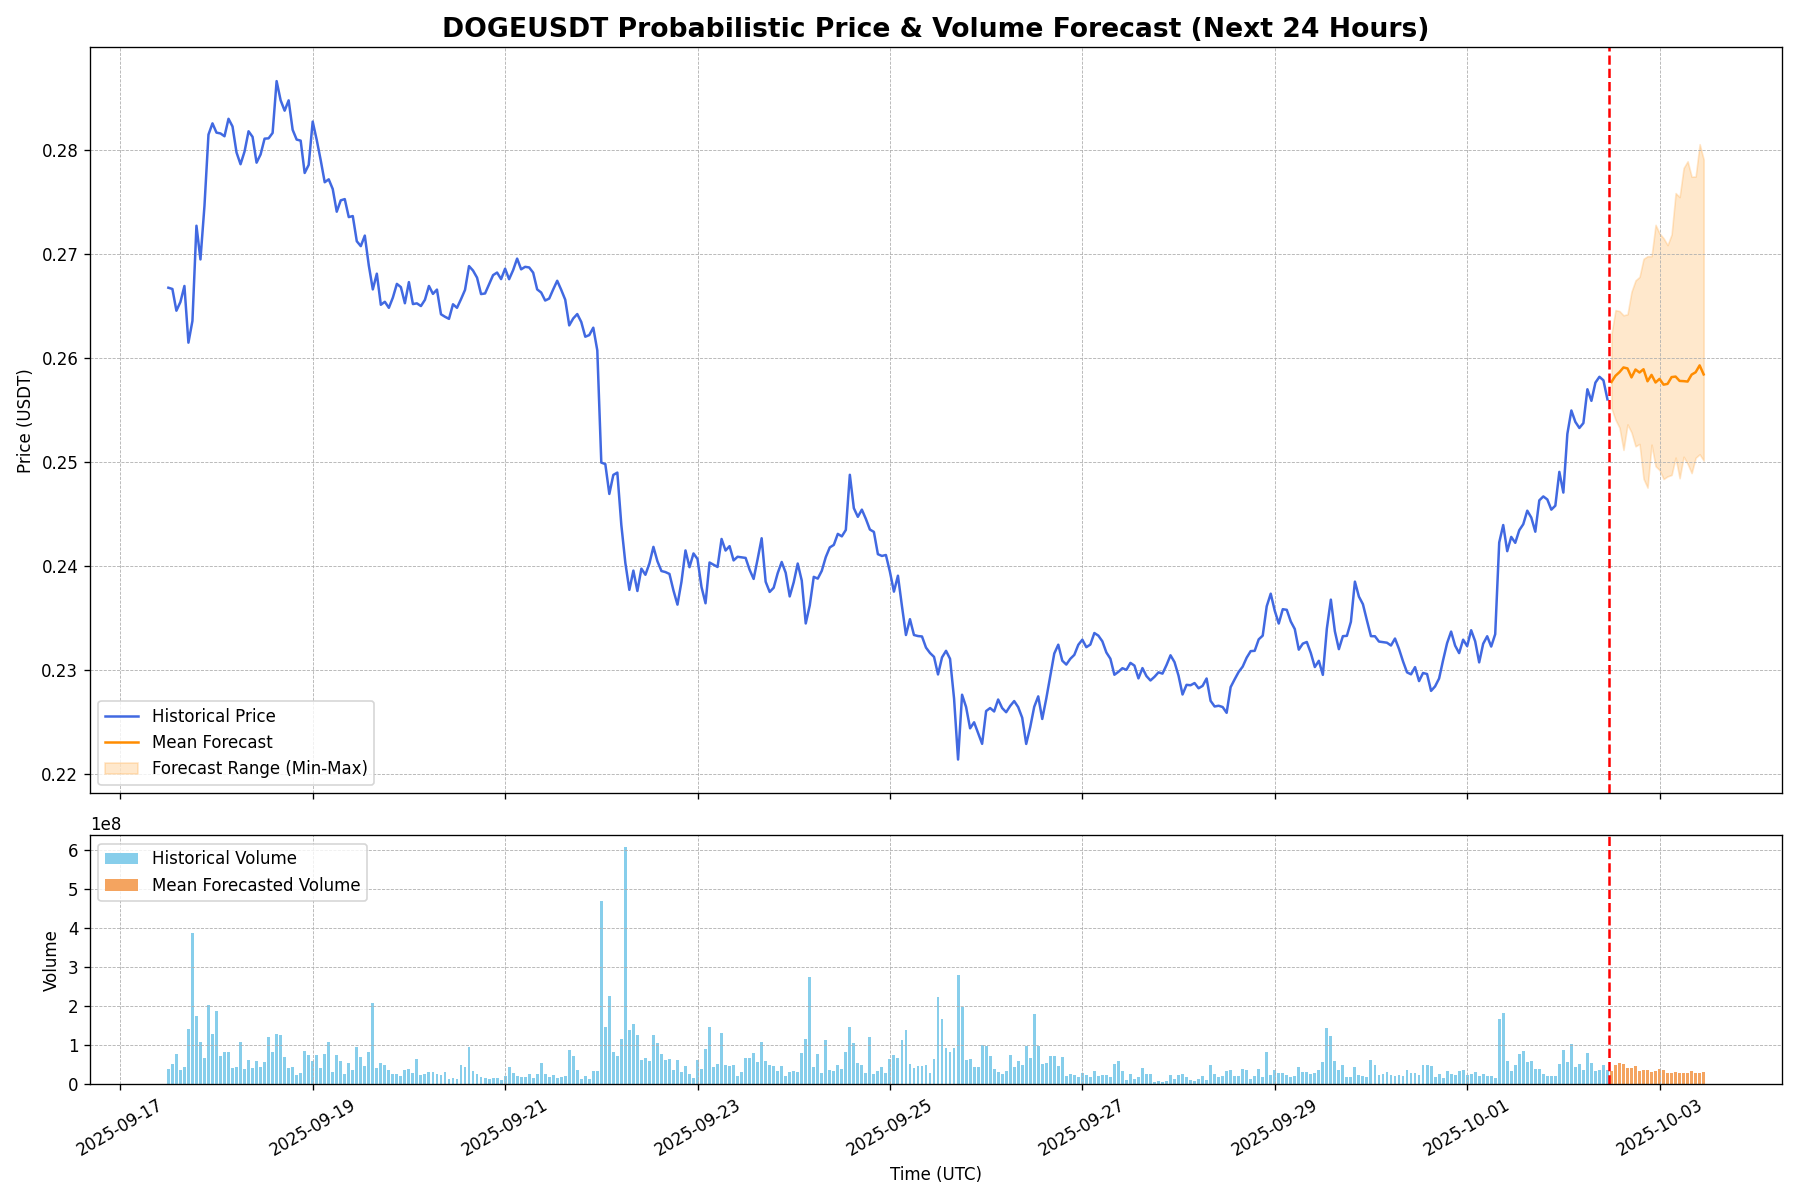 DOGEUSDT Probabilistic Price & Volume Forecast (Next 24 Hours)
Price (USDT)
0.28
0.27
0.26
0.25
0.24
0.23
0.22
Historical Price
Mean Forecast
Forecast Range (Min-Max)
1e8
Volume
6
5
4
3
2
1
0
Historical Volume
Mean Forecasted Volume
2025-09-17
2025-09-19
2025-09-21
2025-09-23
2025-09-25
2025-09-27
2025-09-29
2025-10-01
2025-10-03
Time (UTC)